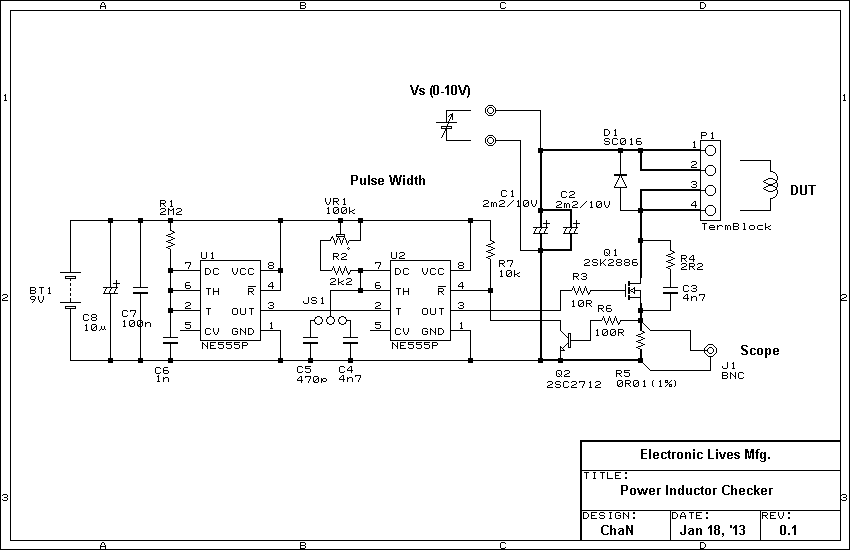 A B C D
1 1
Vs (0-10V)
D1
SC016
P1
1
2
3
4
TermBlock
DUT
Pulse Width
C1
2m2/10V
C2
2m2/10V
R1
2M2
VR1
100k
U1
7 DC VCC 8
6 TH R 4
2 T OUT 3
5 CV GND 1
NE555P
R2
2k2
U2
7 DC VCC 8
6 TH R 4
2 T OUT 3
5 CV GND 1
NE555P
R7
10k
Q1
2SK2886
R4
2R2
R3
10R
C3
4n7
R6
100R
2 2
BT1
9V
C8
10µ
C7
100n
JS1
C6
1n
C5
470p
C4
4n7
Q2
2SC2712
R5
0R01(1%)
Scope
J1
BNC
Electronic Lives Mfg.
TITLE:
Power Inductor Checker
3 3
DESIGN: DATE: REV:
ChaN Jan 18, '13 0.1
A B C D